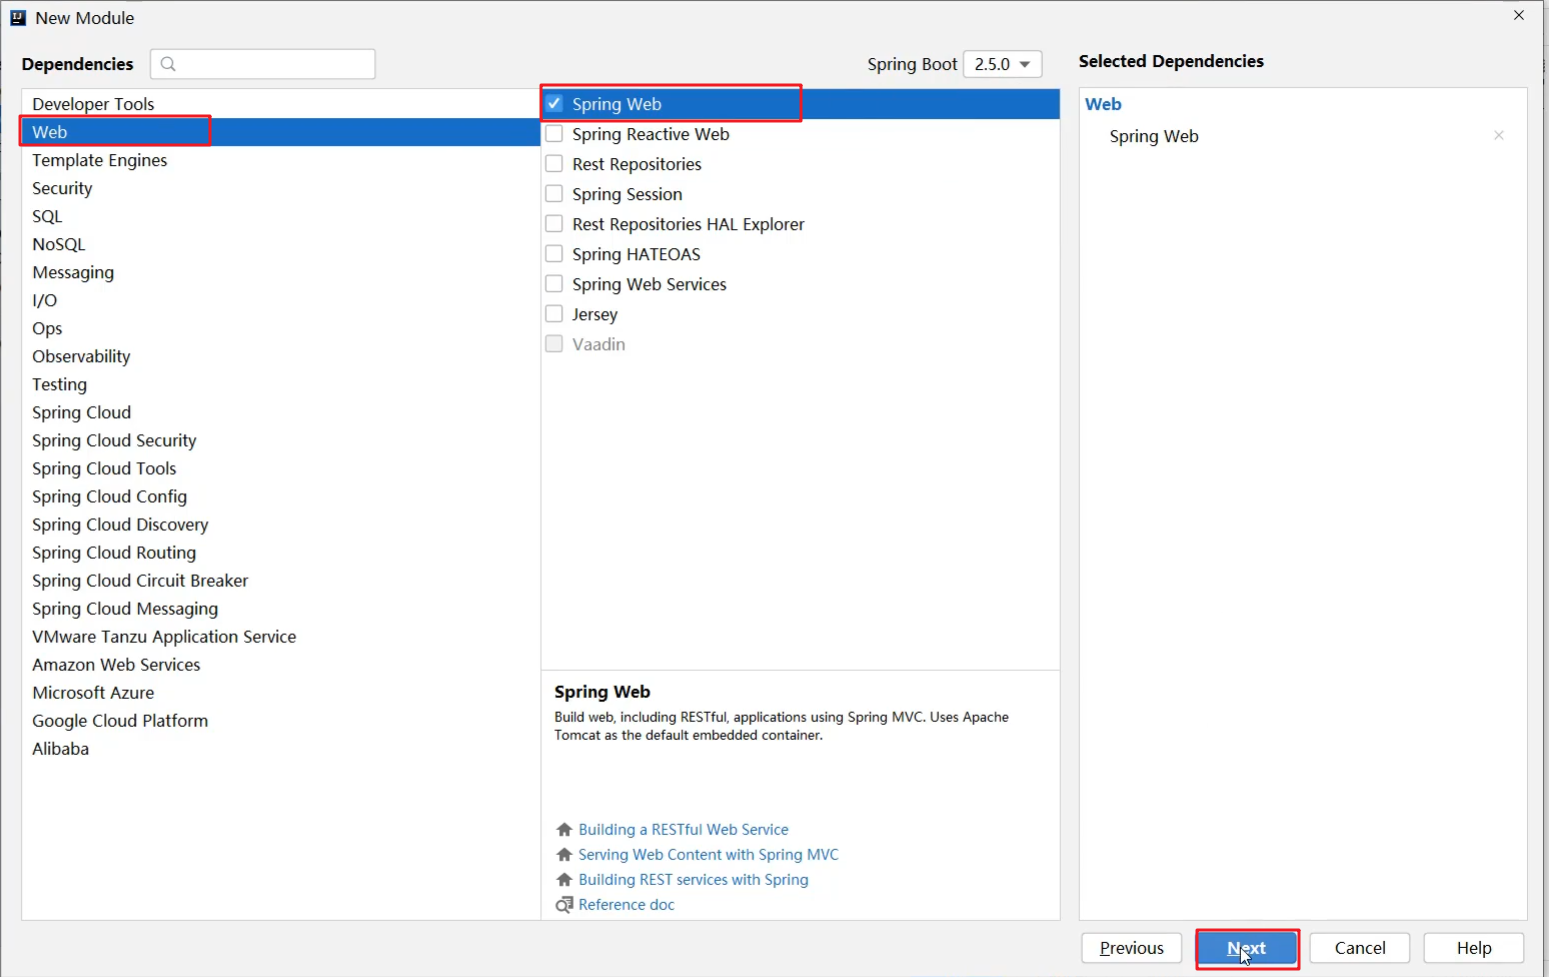 New Module
Dependencies
Spring Boot 2.5.0
Selected Dependencies
Developer Tools
Web
Template Engines
Security
SQL
NoSQL
Messaging
I/O
Ops
Observability
Testing
Spring Cloud
Spring Cloud Security
Spring Cloud Tools
Spring Cloud Config
Spring Cloud Discovery
Spring Cloud Routing
Spring Cloud Circuit Breaker
Spring Cloud Messaging
VMware Tanzu Application Service
Amazon Web Services
Microsoft Azure
Google Cloud Platform
Alibaba
Spring Web
Spring Reactive Web
Rest Repositories
Spring Session
Rest Repositories HAL Explorer
Spring HATEOAS
Spring Web Services
Jersey
Vaadin
Spring Web
Build web, including RESTful, applications using Spring MVC. Uses Apache
Tomcat as the default embedded container.
Building a RESTful Web Service
Serving Web Content with Spring MVC
Building REST services with Spring
Reference doc
Web
Spring Web
Previous
Next
Cancel
Help